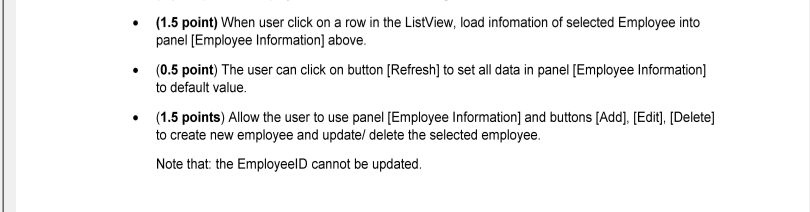 • (1.5 point) When user click on a row in the ListView, load infomation of selected Employee into
panel [Employee Information] above.
• (0.5 point) The user can click on button [Refresh] to set all data in panel [Employee Information]
to default value.
• (1.5 points) Allow the user to use panel [Employee Information] and buttons [Add], [Edit], [Delete]
to create new employee and update/ delete the selected employee.
Note that: the EmployeeID cannot be updated.